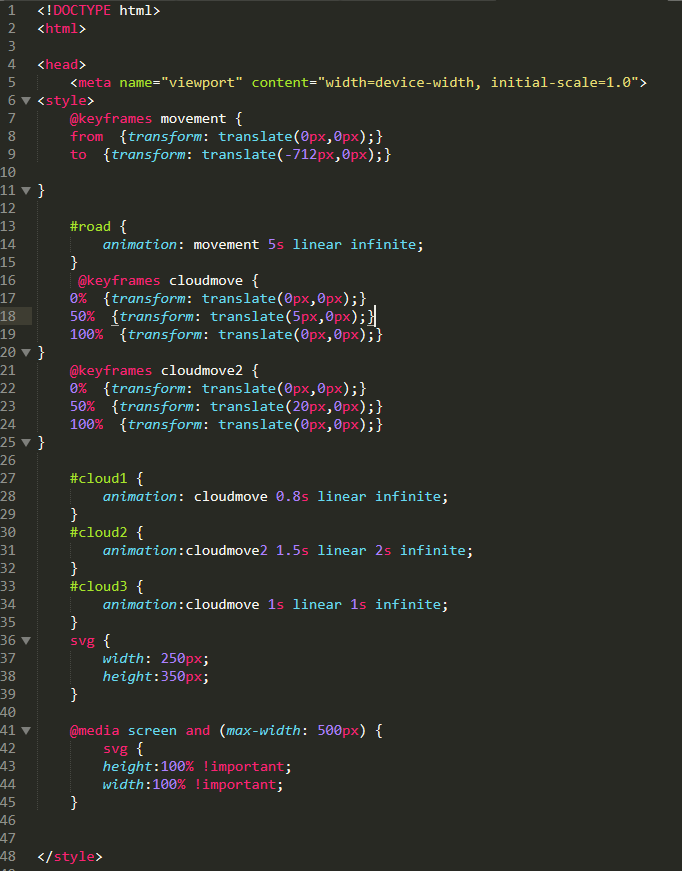 1 <!DOCTYPE html>
2 <html>
3
4 <head>
5     <meta name="viewport" content="width=device-width, initial-scale=1.0">
6 <style>
7     @keyframes movement {
8     from  {transform: translate(0px,0px);}
9     to  {transform: translate(-712px,0px);}
10
11 }
12
13     #road {
14         animation: movement 5s linear infinite;
15     }
16      @keyframes cloudmove {
17     0%  {transform: translate(0px,0px);}
18     50%  {transform: translate(5px,0px);}
19     100%  {transform: translate(0px,0px);}
20 }
21     @keyframes cloudmove2 {
22     0%  {transform: translate(0px,0px);}
23     50%  {transform: translate(20px,0px);}
24     100%  {transform: translate(0px,0px);}
25 }
26
27     #cloud1 {
28         animation: cloudmove 0.8s linear infinite;
29     }
30     #cloud2 {
31         animation:cloudmove2 1.5s linear 2s infinite;
32     }
33     #cloud3 {
34         animation:cloudmove 1s linear 1s infinite;
35     }
36     svg {
37         width: 250px;
38         height:350px;
39     }
40
41     @media screen and (max-width: 500px) {
42         svg {
43         height:100% !important;
44         width:100% !important;
45     }
46
47
48 </style>